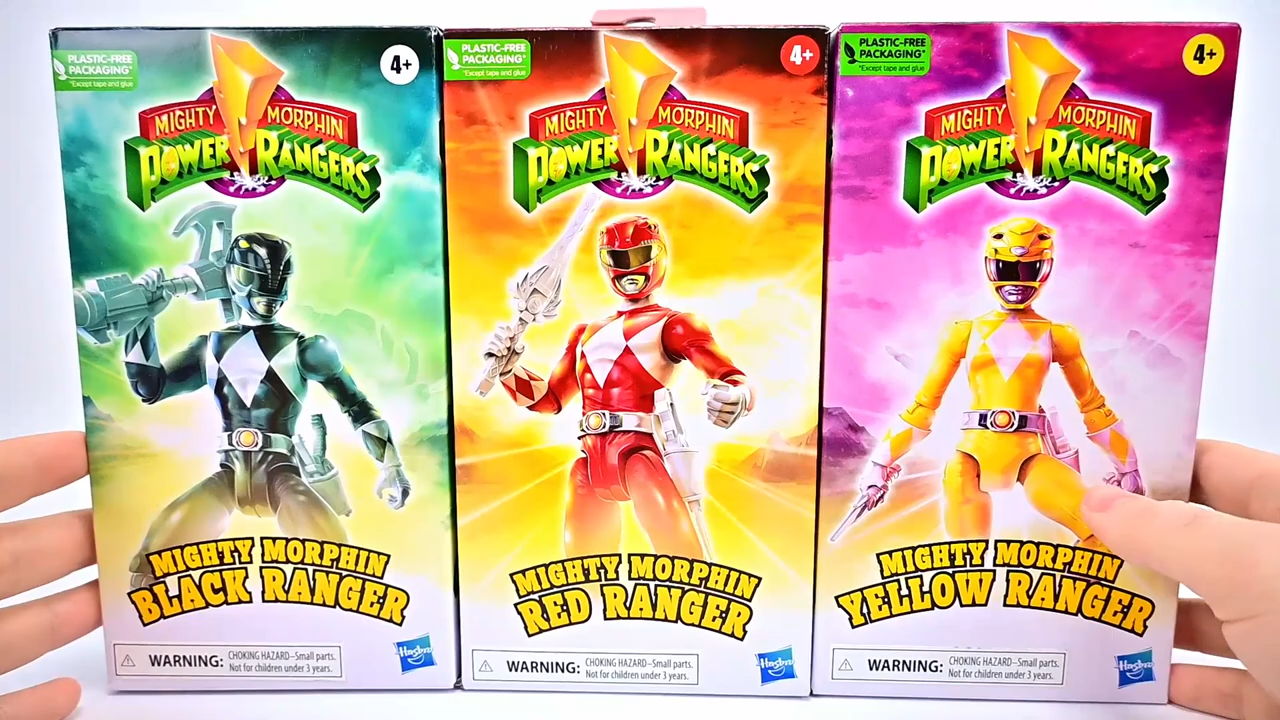 PLASTIC-FREE
PACKAGING*
*Except tape and glue
4+
MIGHTY MORPHIN
POWER RANGERS
MIGHTY MORPHIN
BLACK RANGER
WARNING: CHOKING HAZARD—Small parts.
Not for children under 3 years.
Hasbro
PLASTIC-FREE
PACKAGING*
*Except tape and glue
4+
MIGHTY MORPHIN
POWER RANGERS
MIGHTY MORPHIN
RED RANGER
WARNING: CHOKING HAZARD—Small parts.
Not for children under 3 years.
Hasbro
PLASTIC-FREE
PACKAGING*
*Except tape and glue
4+
MIGHTY MORPHIN
POWER RANGERS
MIGHTY MORPHIN
YELLOW RANGER
WARNING: CHOKING HAZARD—Small parts.
Not for children under 3 years.
Hasbro